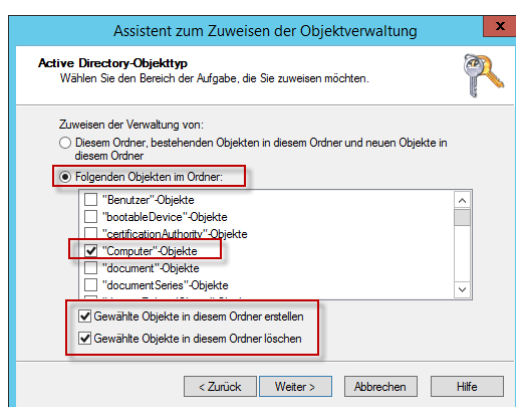 Assistent zum Zuweisen der Objektverwaltung
x
Active Directory-Objekttyp
Wählen Sie den Bereich der Aufgabe, die Sie zuweisen möchten.
Zuweisen der Verwaltung von:
Diesem Ordner, bestehenden Objekten in diesem Ordner und neuen Objekte in
diesem Ordner
Folgenden Objekten im Ordner:
"Benutzer"-Objekte
"bootableDevice"-Objekte
"certificationAuthority"-Objekte
"Computer"-Objekte
"document"-Objekte
"documentSeries"-Objekte
Gewählte Objekte in diesem Ordner erstellen
Gewählte Objekte in diesem Ordner löschen
< Zurück Weiter > Abbrechen Hilfe